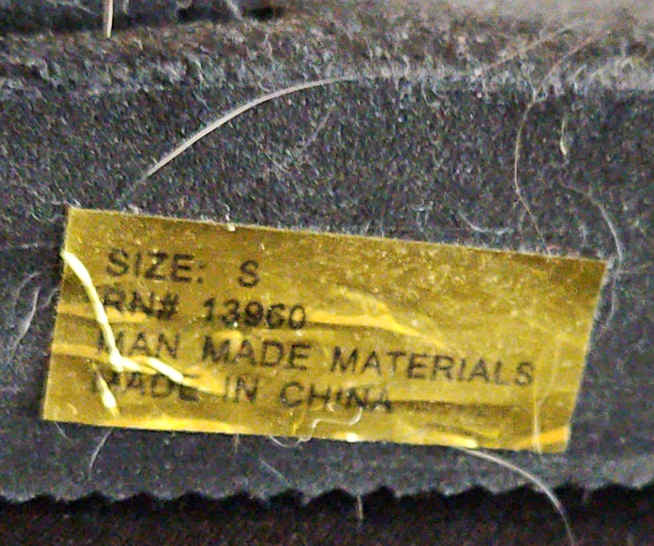 SIZE: S
RN# 13960
MAN MADE MATERIALS
MADE IN CHINA